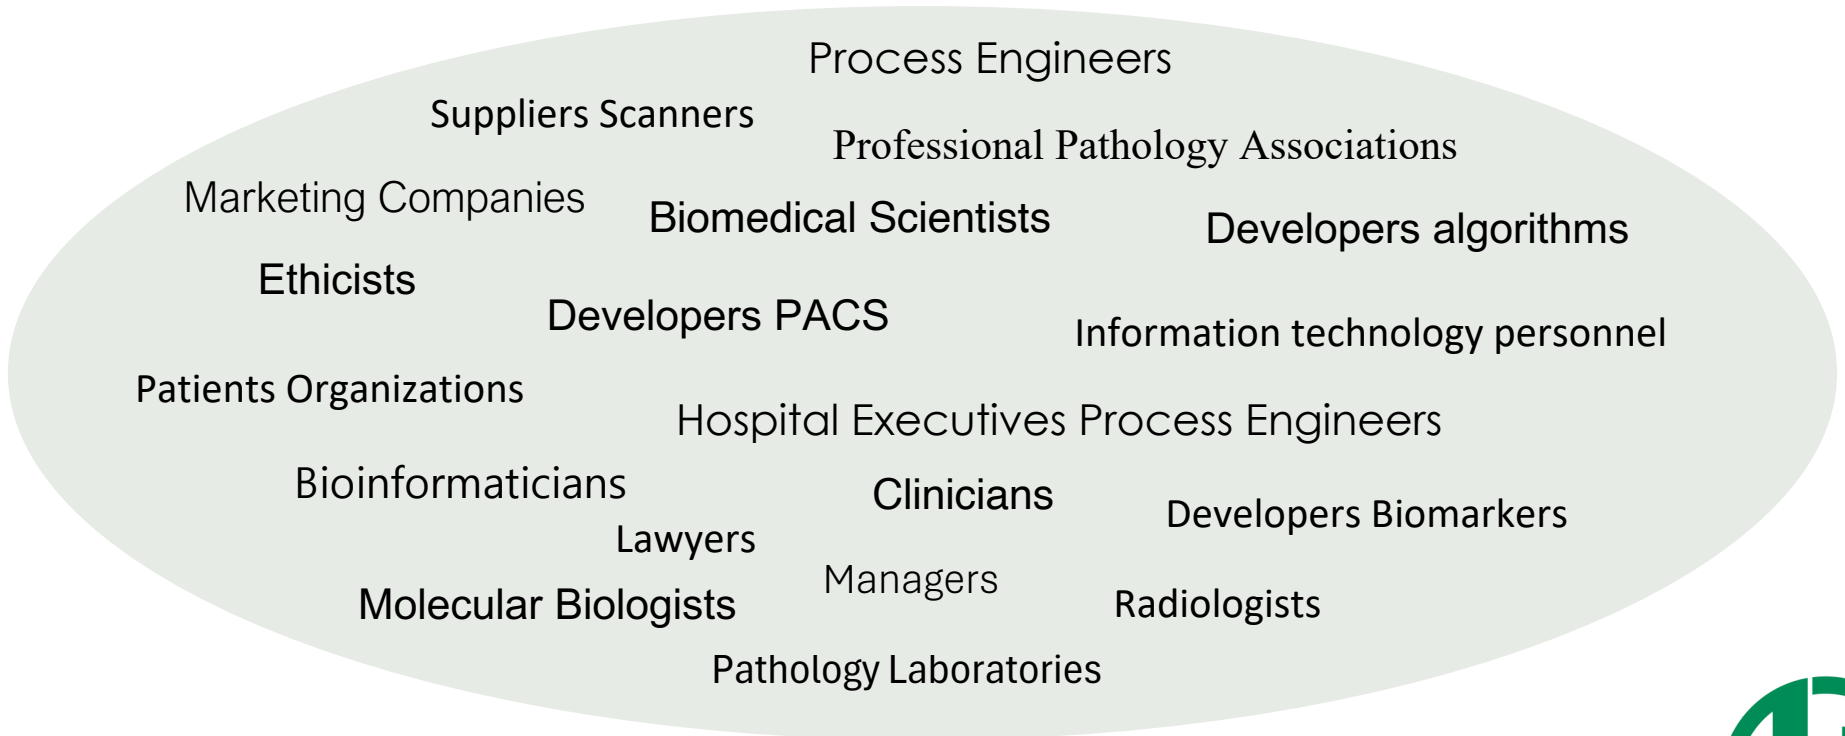 Process Engineers
Suppliers Scanners
Professional Pathology Associations
Marketing Companies
Biomedical Scientists
Developers algorithms
Ethicists
Developers PACS
Information technology personnel
Patients Organizations
Hospital Executives Process Engineers
Bioinformaticians
Clinicians
Developers Biomarkers
Lawyers
Managers
Molecular Biologists
Radiologists
Pathology Laboratories